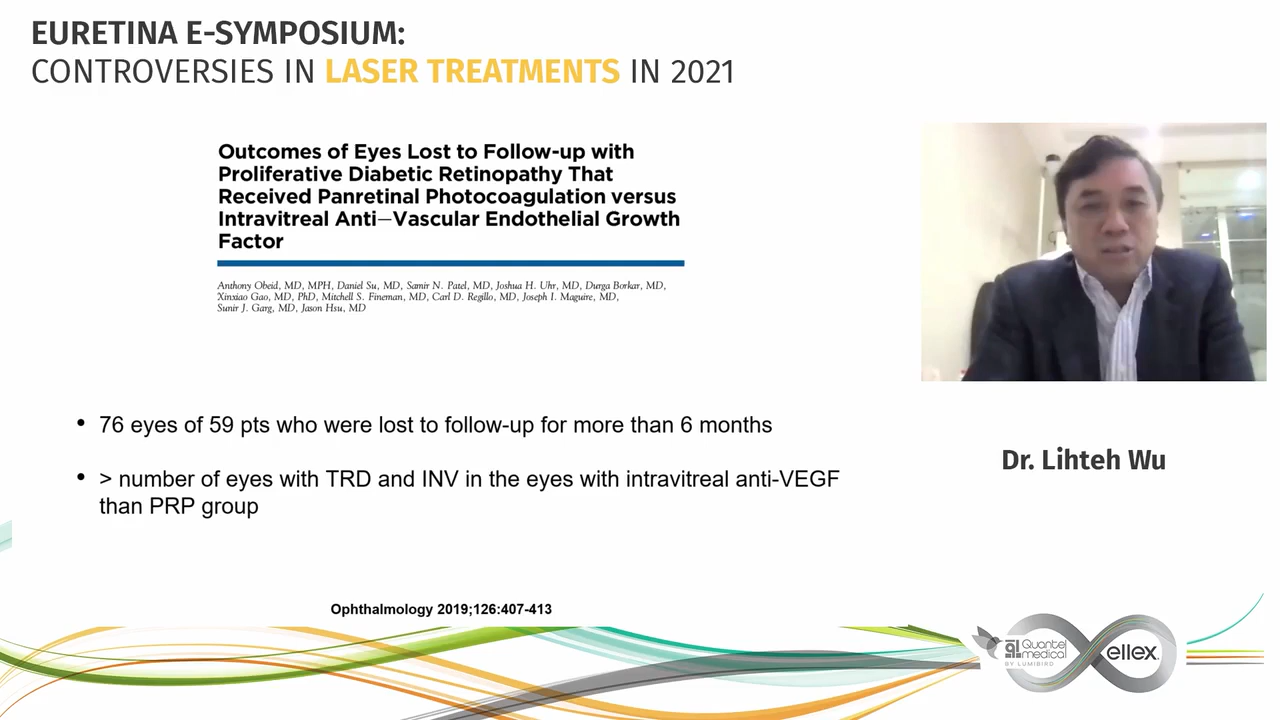 EURETINA E-SYMPOSIUM:
CONTROVERSIES IN LASER TREATMENTS IN 2021
Outcomes of Eyes Lost to Follow-up with
Proliferative Diabetic Retinopathy That
Received Panretinal Photocoagulation versus
Intravitreal Anti–Vascular Endothelial Growth
Factor
Anthony Obeid, MD, MPH, Daniel Su, MD, Samir N. Patel, MD, Joshua H. Uhr, MD, Durga Borkar, MD,
Xinxiao Gao, MD, PhD, Mitchell S. Fineman, MD, Carl D. Regillo, MD, Joseph I. Maguire, MD,
Sunir J. Garg, MD, Jason Hsu, MD
• 76 eyes of 59 pts who were lost to follow-up for more than 6 months
• > number of eyes with TRD and INV in the eyes with intravitreal anti-VEGF
than PRP group
Dr. Lihteh Wu
Ophthalmology 2019;126:407-413
Quantel
medical
BY LUMIBIRD
ellex.